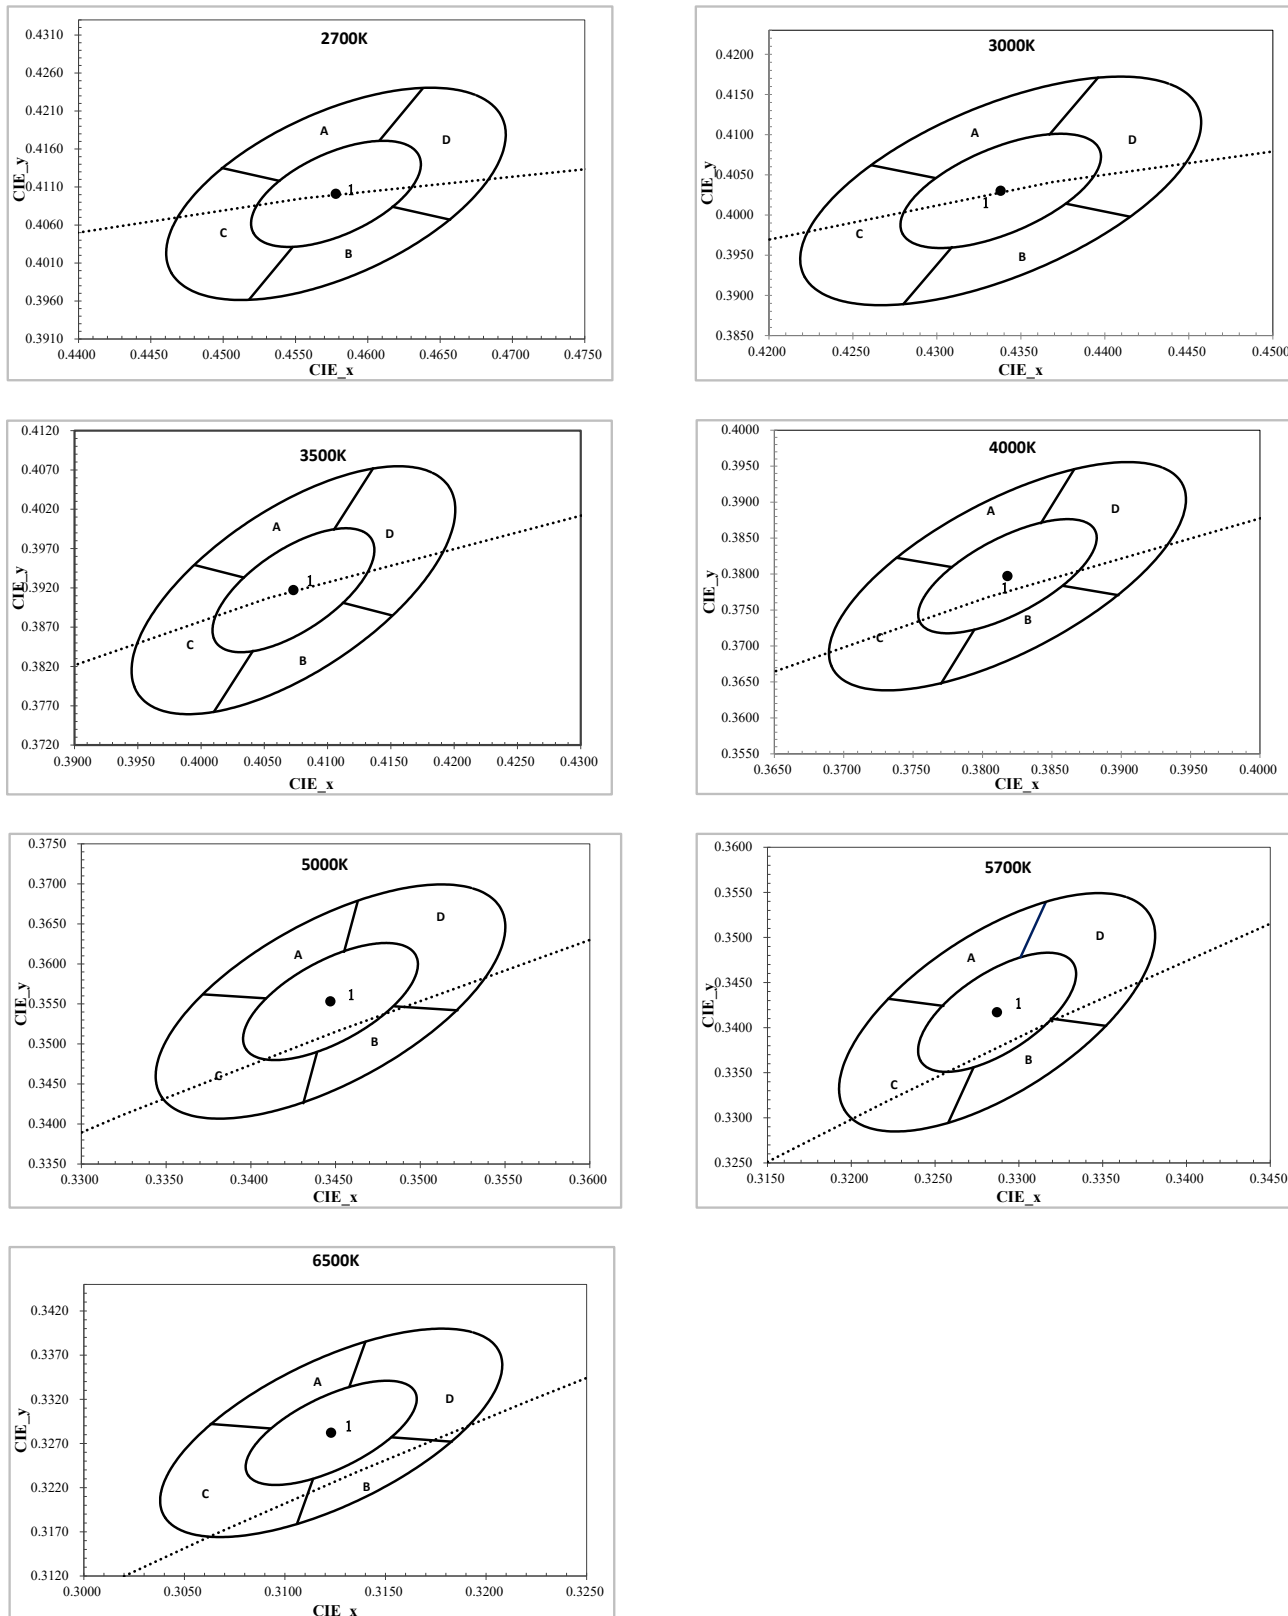 2700K
0.4310
0.4260
0.4210
0.4160
0.4110
0.4060
0.4010
0.3960
0.3910
CIE_y
A
D
1
C
B
0.4400 0.4450 0.4500 0.4550 0.4600 0.4650 0.4700 0.4750
CIE_x
3000K
0.4200
0.4150
0.4100
0.4050
0.4000
0.3950
0.3900
0.3850
CIE_y
A
D
1
C
B
0.4200 0.4250 0.4300 0.4350 0.4400 0.4450 0.4500
CIE_x
3500K
0.4120
0.4070
0.4020
0.3970
0.3920
0.3870
0.3820
0.3770
0.3720
CIE_y
A
D
1
C
B
0.3900 0.3950 0.4000 0.4050 0.4100 0.4150 0.4200 0.4250 0.4300
CIE_x
4000K
0.4000
0.3950
0.3900
0.3850
0.3800
0.3750
0.3700
0.3650
0.3600
0.3550
CIE_y
A
D
1
B
C
0.3650 0.3700 0.3750 0.3800 0.3850 0.3900 0.3950 0.4000
CIE_x
5000K
0.3750
0.3700
0.3650
0.3600
0.3550
0.3500
0.3450
0.3400
0.3350
CIE_y
D
A
1
B
C
0.3300 0.3350 0.3400 0.3450 0.3500 0.3550 0.3600
CIE_x
5700K
0.3600
0.3550
0.3500
0.3450
0.3400
0.3350
0.3300
0.3250
CIE_y
D
A
1
B
C
0.3150 0.3200 0.3250 0.3300 0.3350 0.3400 0.3450
CIE_x
6500K
0.3420
0.3370
0.3320
0.3270
0.3220
0.3170
0.3120
CIE_y
A
D
1
B
C
0.3000 0.3050 0.3100 0.3150 0.3200 0.3250
CIE_x